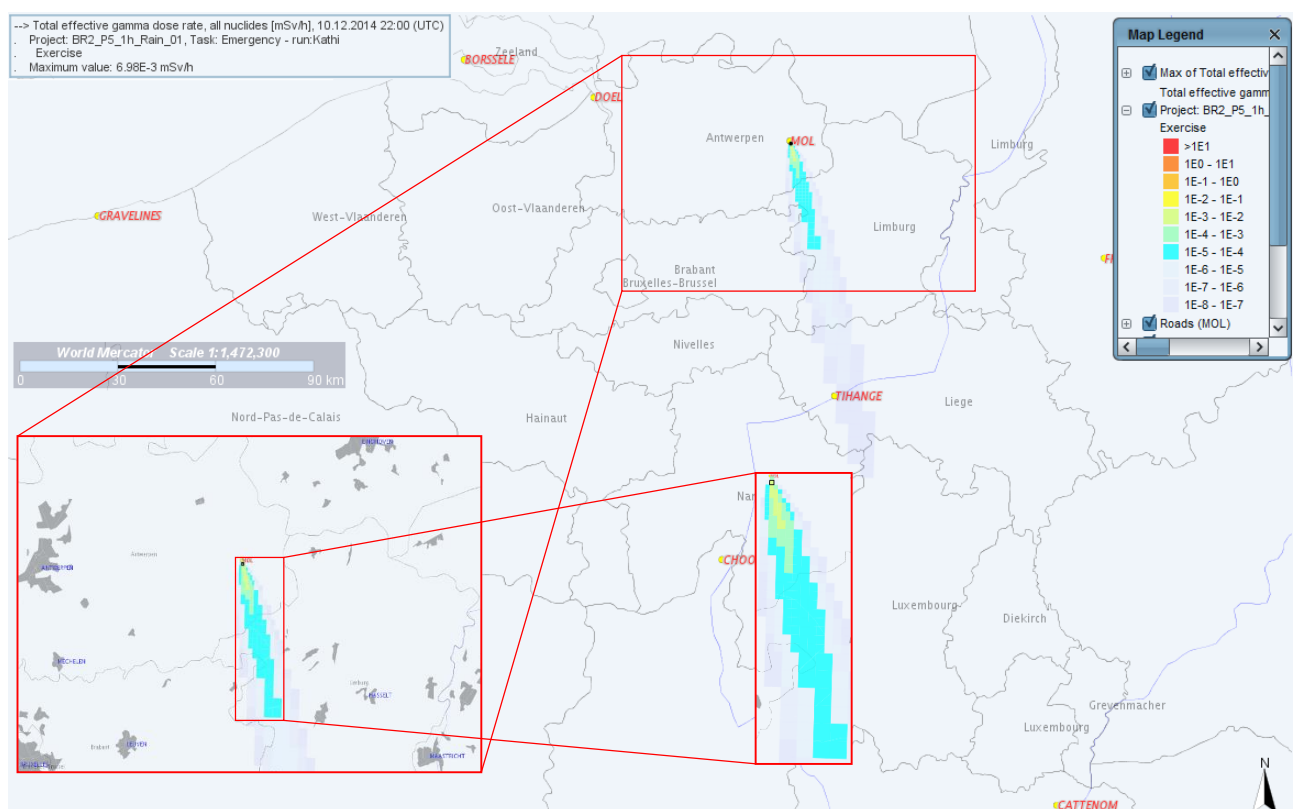 --> Total effective gamma dose rate, all nuclides [mSv/h], 10.12.2014 22:00 (UTC)
. Project: BR2_P5_1h_Rain_01, Task: Emergency - run:Kathi
. Exercise
. Maximum value: 6.98E-3 mSv/h
Map Legend
Max of Total effectiv
Total effective gamm
Project: BR2_P5_1h_
Exercise
>1E1
1E0 - 1E1
1E-1 - 1E0
1E-2 - 1E-1
1E-3 - 1E-2
1E-4 - 1E-3
1E-5 - 1E-4
1E-6 - 1E-5
1E-7 - 1E-6
1E-8 - 1E-7
Roads (MOL)
Zeeland
BORSSELE
DOEL
Antwerpen
MOL
Limburg
GRAVELINES
West-Vlaanderen
Oost-Vlaanderen
Limburg
Brabant
Bruxelles-Brussel
World Mercator Scale 1:1,472,300
0 30 60 90 km
Nivelles
TIHANGE
Liege
Nord-Pas-de-Calais
Hainaut
EINDHOVEN
Antwerpen
ANTWERPEN
MECHELEN
Limburg
HASSELT
Brabant
LEUVEN
MAASTRICHT
Luxembourg
Diekirch
Grevenmacher
Luxembourg
CATTENOM
N